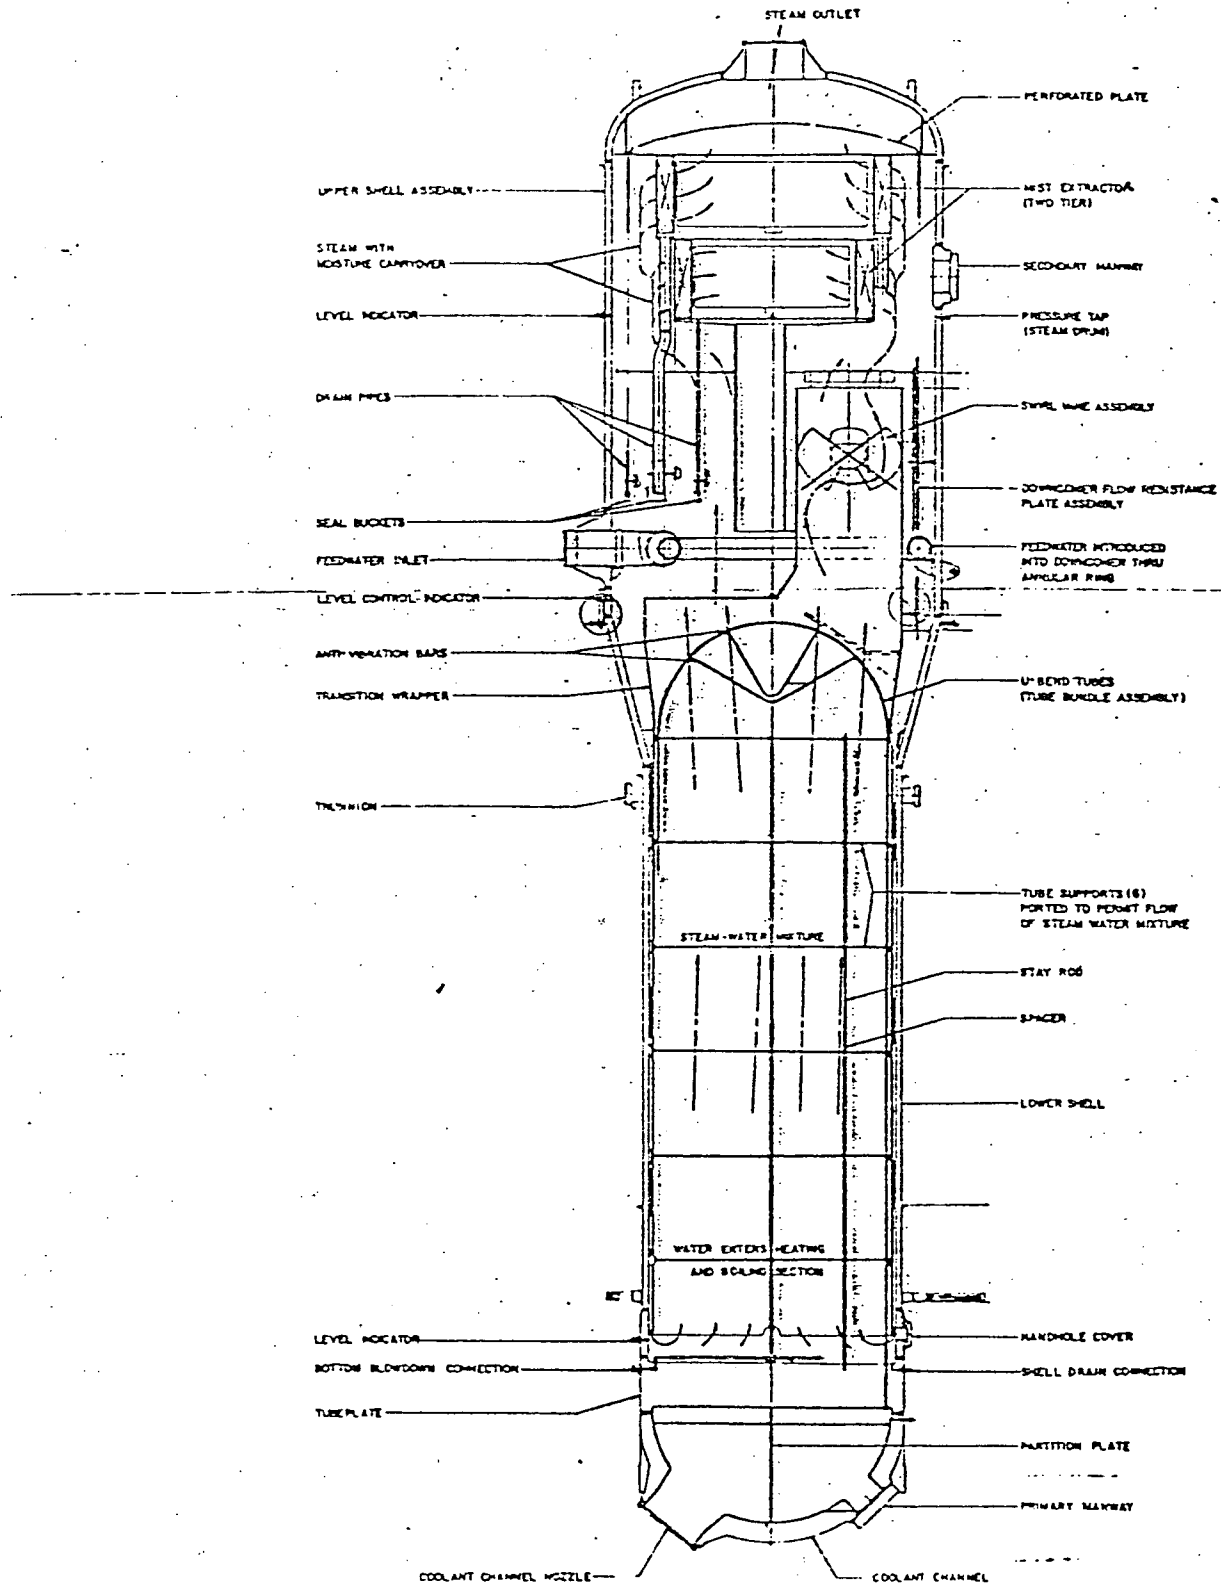 STEAM OUTLET
PERFORATED PLATE
UPPER SHELL ASSEMBLY
MIST EXTRACTOR
(TWO TIER)
STEAM WITH
MOISTURE CARRYOVER
SECONDARY MANWAY
LEVEL INDICATOR
PRESSURE TAP
(STEAM DRUM)
DRAIN PIPES
SWIRL VANE ASSEMBLY
DOWNCOMER FLOW RESISTANCE
PLATE ASSEMBLY
SEAL BUCKETS
FEEDWATER INLET
FEEDWATER INTRODUCED
INTO DOWNCOMER THRU
ANNULAR RING
LEVEL CONTROL INDICATOR
ANTI-VIBRATION BARS
TRANSITION WRAPPER
U-BEND TUBES
(TUBE BUNDLE ASSEMBLY)
TRUNNION
TUBE SUPPORTS (6)
PORTED TO PERMIT FLOW
OF STEAM WATER MIXTURE
STEAM-WATER MIXTURE
STAY ROD
SPACER
LOWER SHELL
WATER ENTERS HEATING
AND BOILING SECTION
LEVEL INDICATOR
HANDHOLE COVER
BOTTOM BLOWDOWN CONNECTION
SHELL DRAIN CONNECTION
TUBEPLATE
PARTITION PLATE
PRIMARY MANWAY
COOLANT CHANNEL NOZZLE
COOLANT CHANNEL